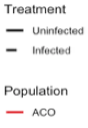 Treatment
Uninfected
Infected
Population
ACO